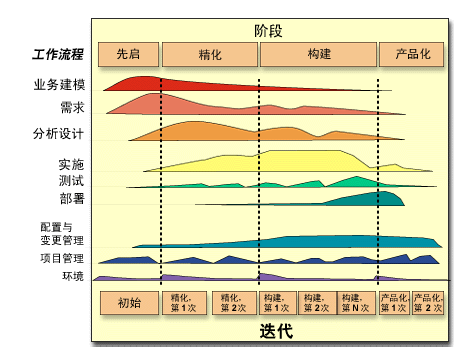 阶段
工作流程
先启 精化 构建 产品化
业务建模
需求
分析设计
实施
测试
部署
配置与
变更管理
项目管理
环境
初始
精化,
第 1次
精化,
第 2次
构建,
第 1次
构建,
第 2次
构建,
第 N次
产品化,
第 1次
产品化,
第 2次
迭代